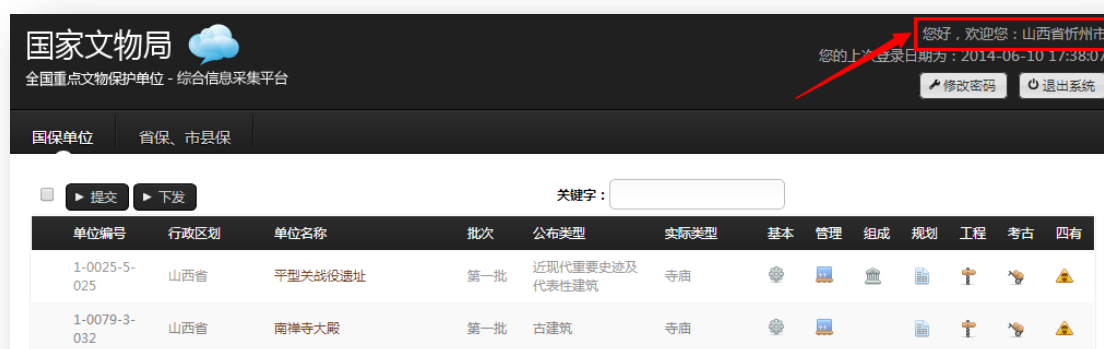 国家文物局
全国重点文物保护单位 - 综合信息采集平台
您好，欢迎您：山西省忻州市
您的上次登录日期为：2014-06-10 17:38:07
修改密码 退出系统
国保单位 省保、市县保
提交 下发 关键字：
单位编号 行政区划 单位名称 批次 公布类型 实际类型 基本 管理 组成 规划 工程 考古 四有
1-0025-5-
025
山西省 平型关战役遗址 第一批
近现代重要史迹及
代表性建筑
寺庙
1-0079-3-
032
山西省 南禅寺大殿 第一批 古建筑 寺庙